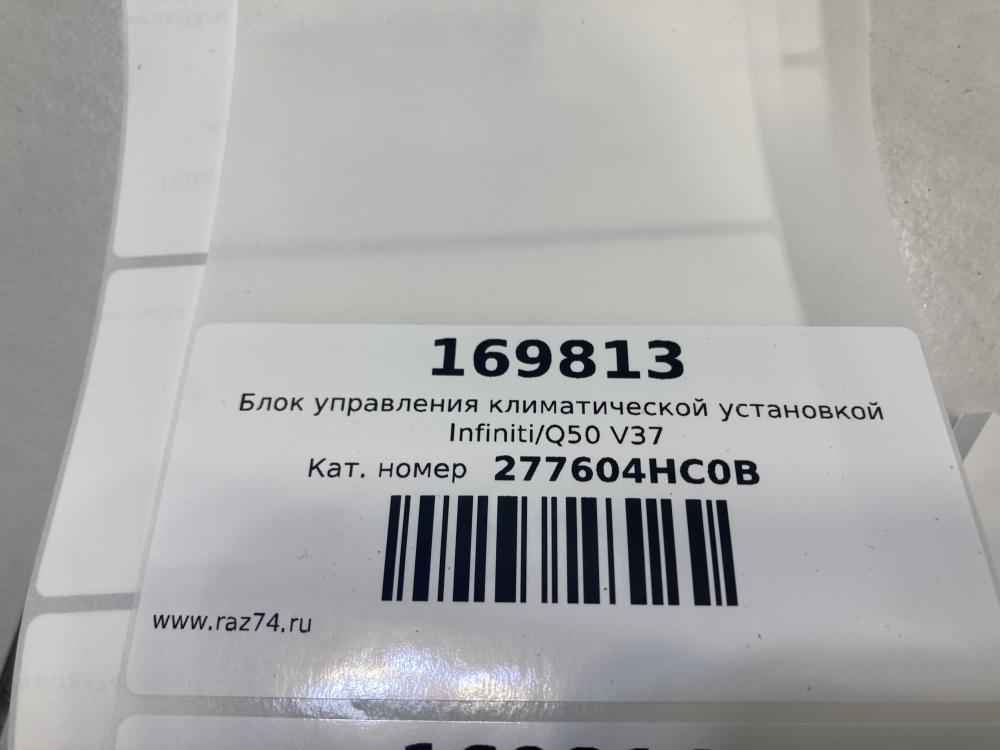 169813
Блок управления климатической установкой
Infiniti/Q50 V37
Кат. номер 277604HC0B
www.raz74.ru